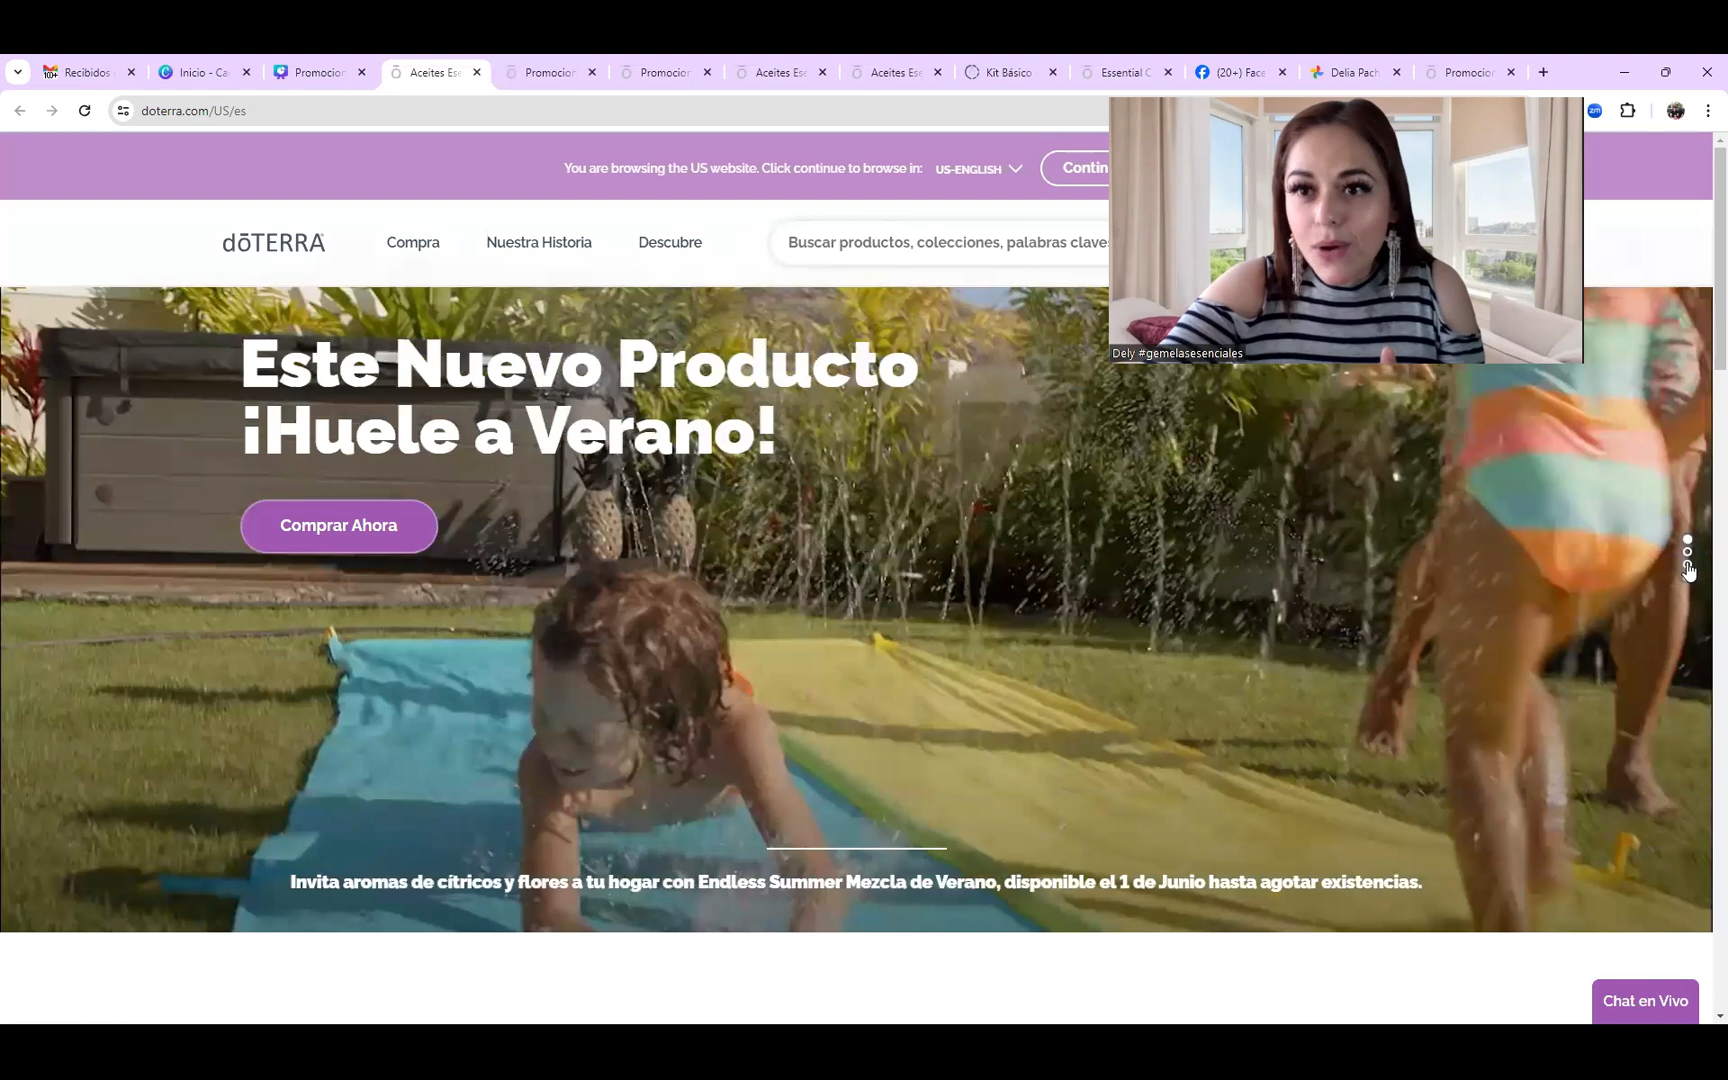 Recibidos
Inicio - Ca
Promocion
Aceites Ese
Promocion
Promocion
Aceites Ese
Aceites Ese
Kit Básico
Essential O
(20+) Face
Delia Pach
Promocion
doterra.com/US/es
You are browsing the US website. Click continue to browse in: US-ENGLISH
Contin
dōTERRA
Compra
Nuestra Historia
Descubre
Buscar productos, colecciones, palabras claves
Dely #gemelasesenciales
Este Nuevo Producto
¡Huele a Verano!
Comprar Ahora
Invita aromas de cítricos y flores a tu hogar con Endless Summer Mezcla de Verano, disponible el 1 de Junio hasta agotar existencias.
Chat en Vivo